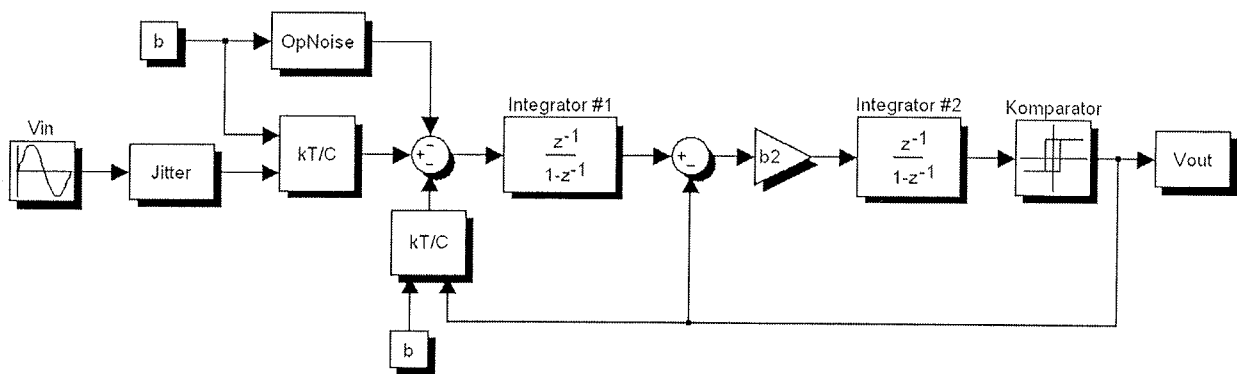 b
OpNoise
Vin
Jitter
kT/C
+
-
-
Integrator #1
z-1
1-z-1
+
-
b2
Integrator #2
z-1
1-z-1
Komparator
Vout
kT/C
b